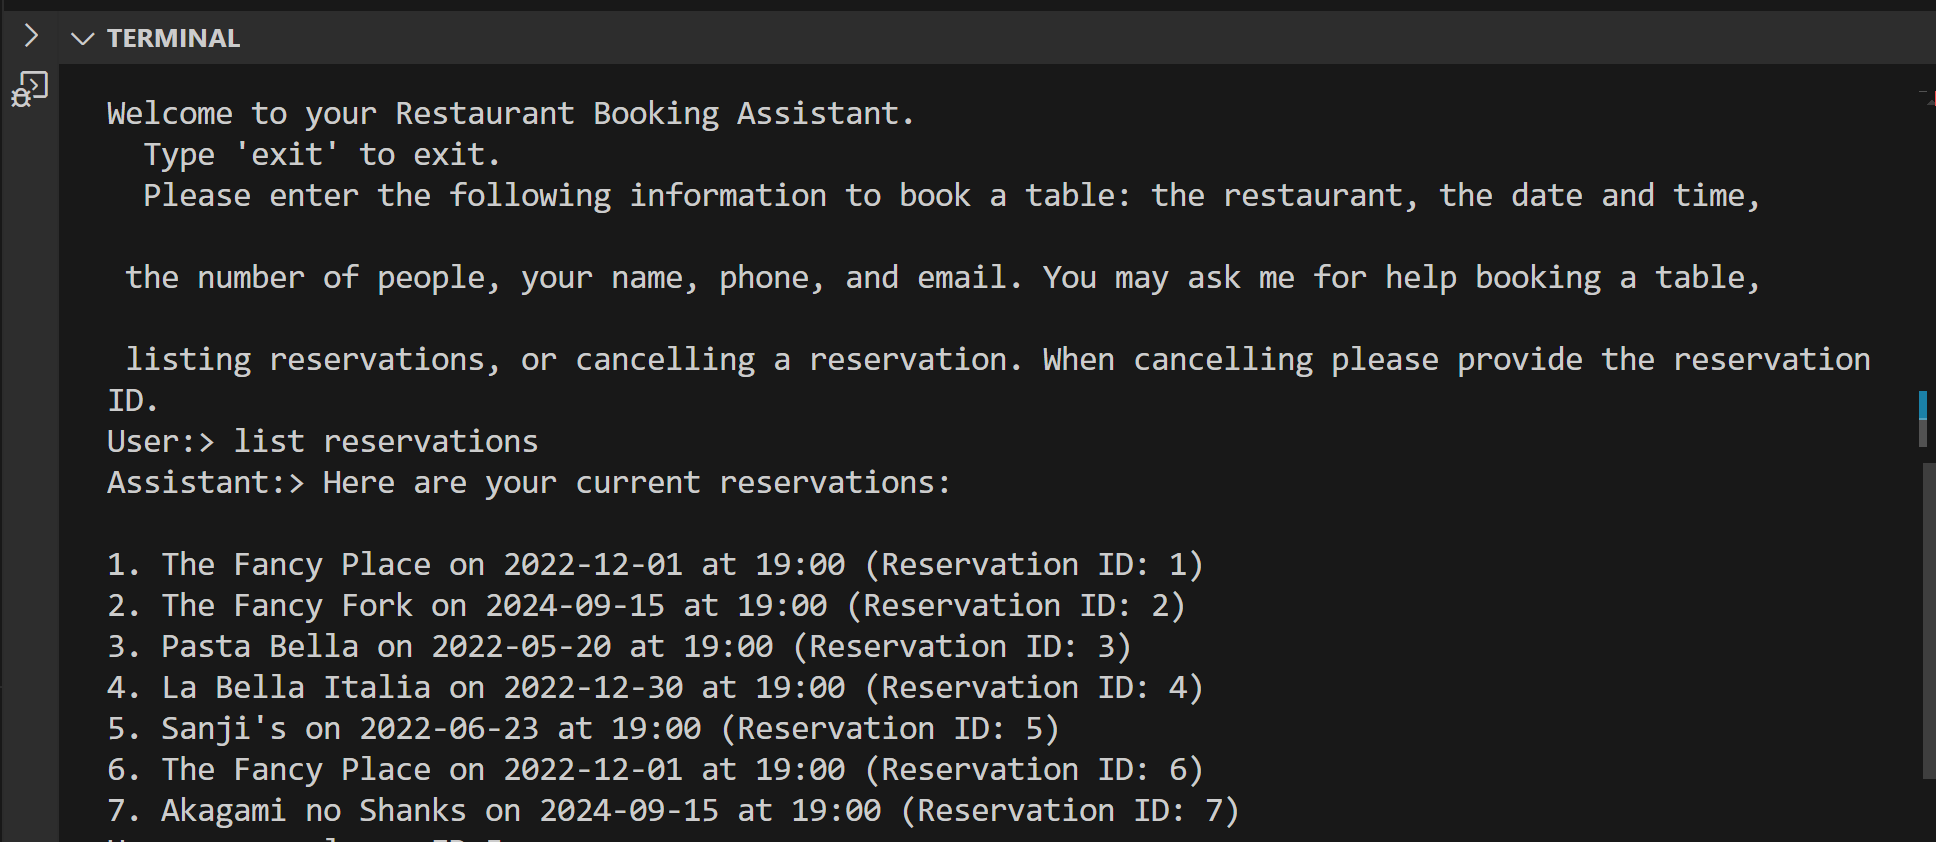 TERMINAL
Welcome to your Restaurant Booking Assistant.
Type 'exit' to exit.
Please enter the following information to book a table: the restaurant, the date and time,
the number of people, your name, phone, and email. You may ask me for help booking a table,
listing reservations, or cancelling a reservation. When cancelling please provide the reservation
ID.
User:> list reservations
Assistant:> Here are your current reservations:
1. The Fancy Place on 2022-12-01 at 19:00 (Reservation ID: 1)
2. The Fancy Fork on 2024-09-15 at 19:00 (Reservation ID: 2)
3. Pasta Bella on 2022-05-20 at 19:00 (Reservation ID: 3)
4. La Bella Italia on 2022-12-30 at 19:00 (Reservation ID: 4)
5. Sanji's on 2022-06-23 at 19:00 (Reservation ID: 5)
6. The Fancy Place on 2022-12-01 at 19:00 (Reservation ID: 6)
7. Akagami no Shanks on 2024-09-15 at 19:00 (Reservation ID: 7)